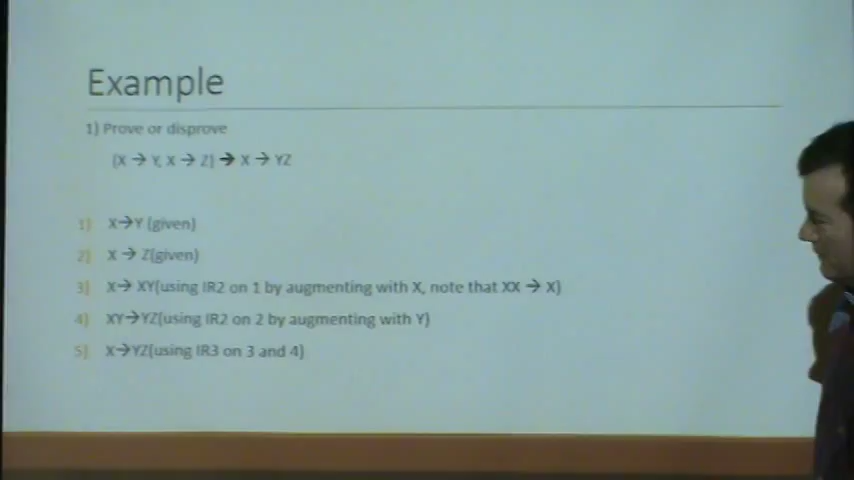 Example
1) Prove or disprove
{X → Y, X → Z} → X → YZ
1) X→Y (given)
2) X → Z(given)
3) X→ XY(using IR2 on 1 by augmenting with X, note that XX → X)
4) XY→YZ(using IR2 on 2 by augmenting with Y)
5) X→YZ(using IR3 on 3 and 4)